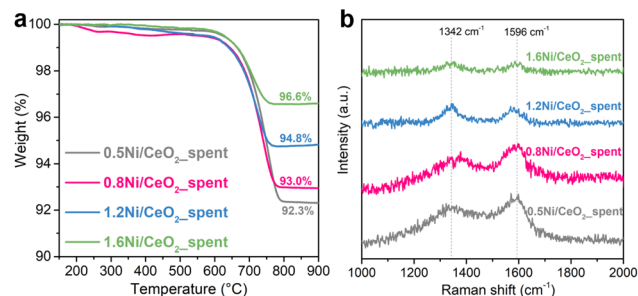 a
100
98
96
94
92
90
Weight (%)
96.6%
94.8%
93.0%
92.3%
0.5Ni/CeO₂_spent
0.8Ni/CeO₂_spent
1.2Ni/CeO₂_spent
1.6Ni/CeO₂_spent
200 300 400 500 600 700 800 900
Temperature (°C)
b
1342 cm⁻¹ 1596 cm⁻¹
1.6Ni/CeO₂_spent
1.2Ni/CeO₂_spent
0.8Ni/CeO₂_spent
0.5Ni/CeO₂_spent
Intensity (a.u.)
1000 1200 1400 1600 1800 2000
Raman shift (cm⁻¹)